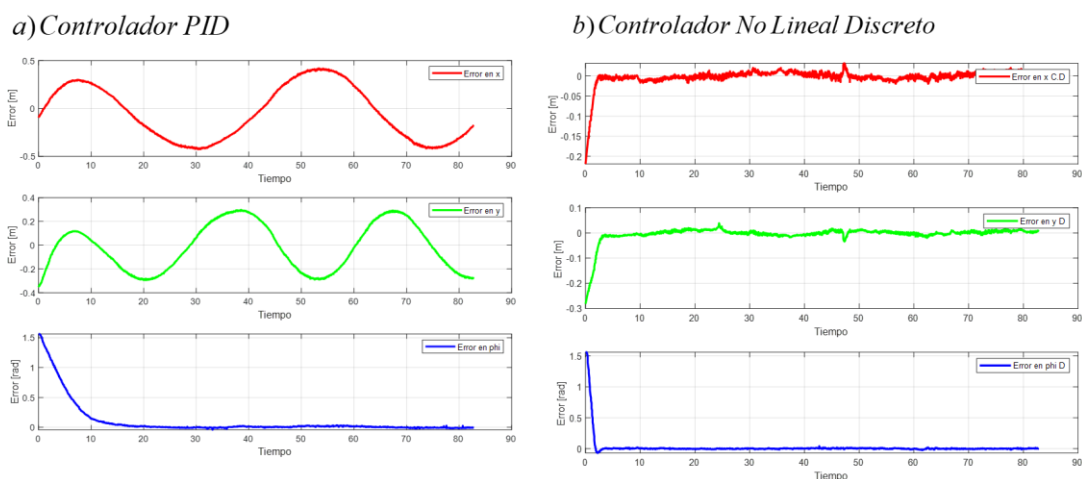 a) Controlador PID
0.5
0
-0.5
Error [m]
Error en x
0 10 20 30 40 50 60 70 80 90
Tiempo
0.4
0.2
0
-0.2
-0.4
Error [m]
Error en y
0 10 20 30 40 50 60 70 80 90
Tiempo
1.5
1
0.5
0
Error [rad]
Error en phi
0 10 20 30 40 50 60 70 80 90
Tiempo
b) Controlador No Lineal Discreto
0
-0.05
-0.1
-0.15
-0.2
Error [m]
Error en x C.D
0 10 20 30 40 50 60 70 80 90
Tiempo
0.1
0
-0.1
-0.2
-0.3
Error [m]
Error en y D
0 10 20 30 40 50 60 70 80 90
Tiempo
1.5
1
0.5
0
Error [rad]
Error en phi D
0 10 20 30 40 50 60 70 80 90
Tiempo